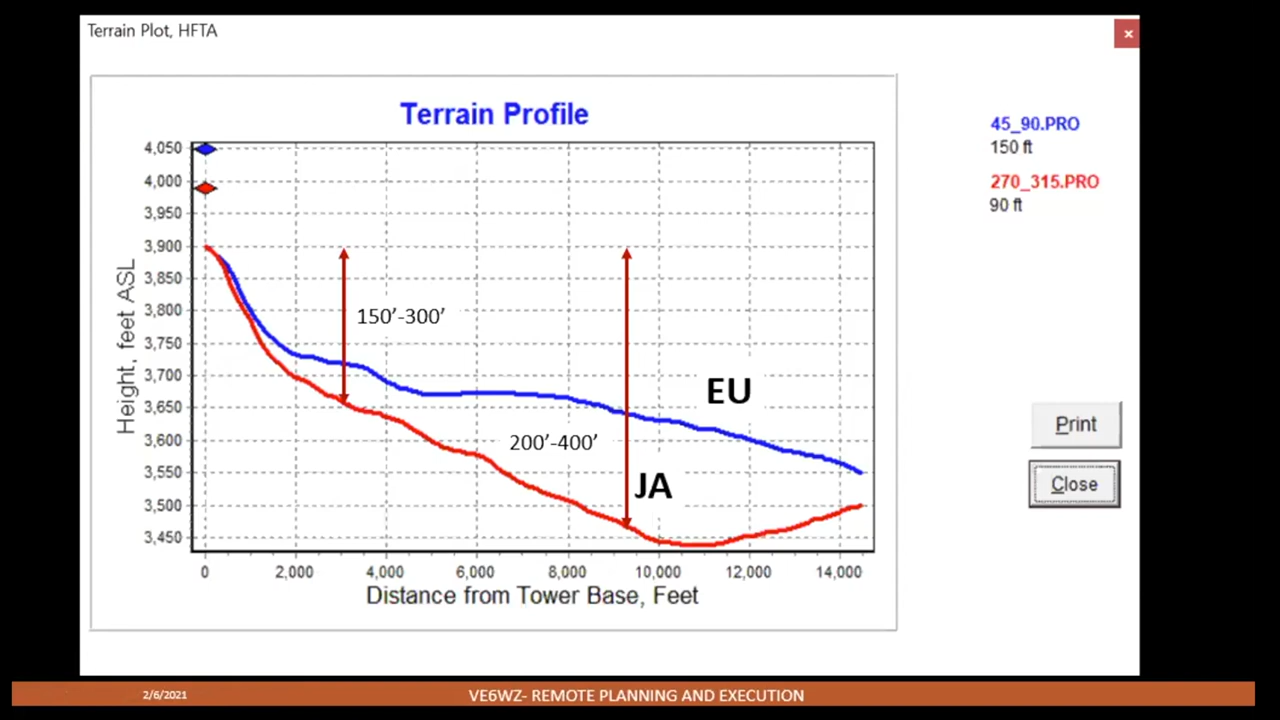 Terrain Plot, HFTA
×
Terrain Profile
45_90.PRO
150 ft
270_315.PRO
90 ft
4,050
4,000
3,950
3,900
3,850
3,800
3,750
3,700
3,650
3,600
3,550
3,500
3,450
Height, feet ASL
150’-300’
EU
200’-400’
JA
Print
Close
0
2,000
4,000
6,000
8,000
10,000
12,000
14,000
Distance from Tower Base, Feet
2/6/2021
VE6WZ- REMOTE PLANNING AND EXECUTION